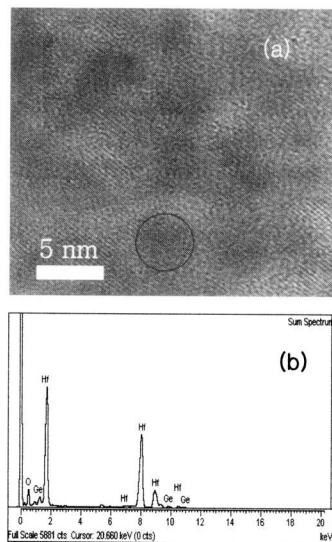 (a)
5 nm
Sum Spectrum
(b)
Hf
Hf
O
Ge
Hf
Hf
Ge
Hf
Ge
0 2 4 6 8 10 12 14 16 18 20
Full Scale 5881 cts Cursor: 20.660 keV (0 cts) keV